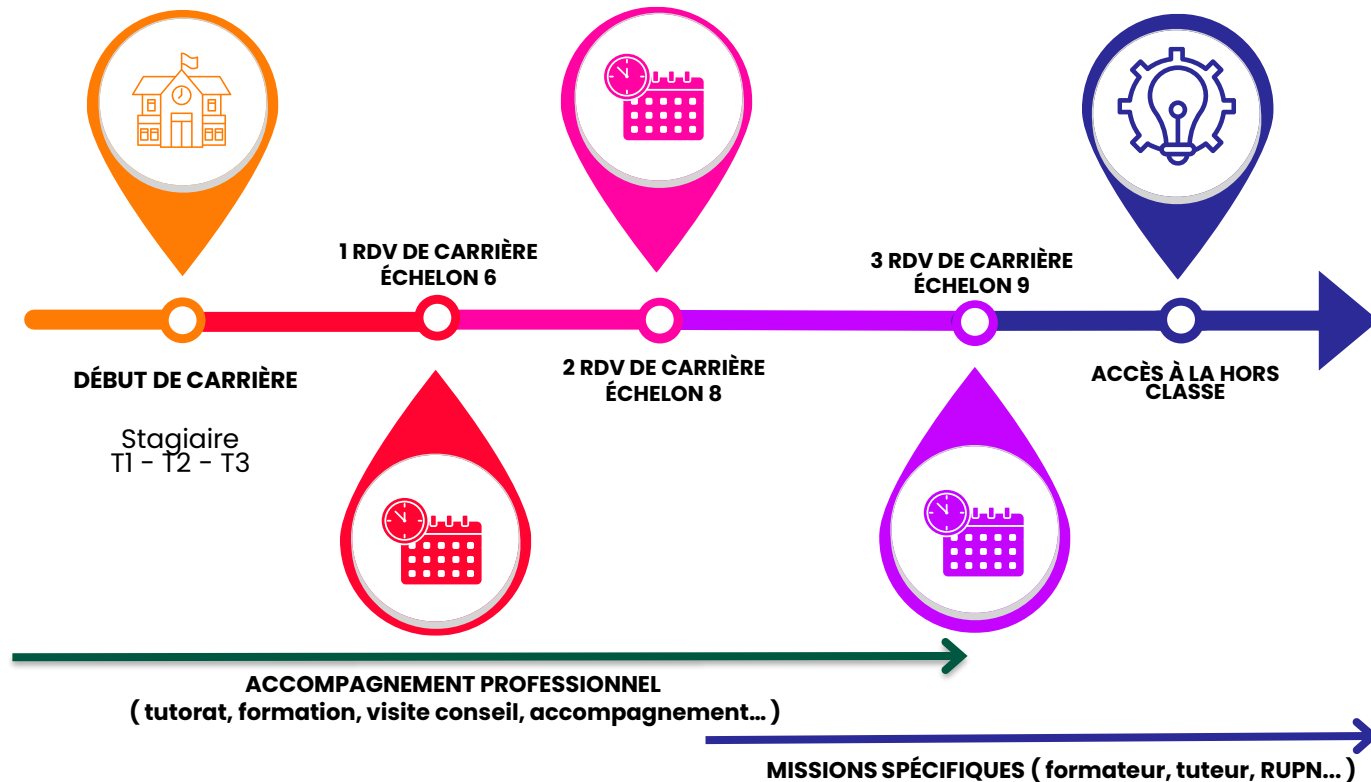 1 RDV DE CARRIÈRE
ÉCHELON 6
3 RDV DE CARRIÈRE
ÉCHELON 9
DÉBUT DE CARRIÈRE
Stagiaire
T1 - T2 - T3
2 RDV DE CARRIÈRE
ÉCHELON 8
ACCÈS À LA HORS
CLASSE
ACCOMPAGNEMENT PROFESSIONNEL
( tutorat, formation, visite conseil, accompagnement... )
MISSIONS SPÉCIFIQUES ( formateur, tuteur, RUPN... )